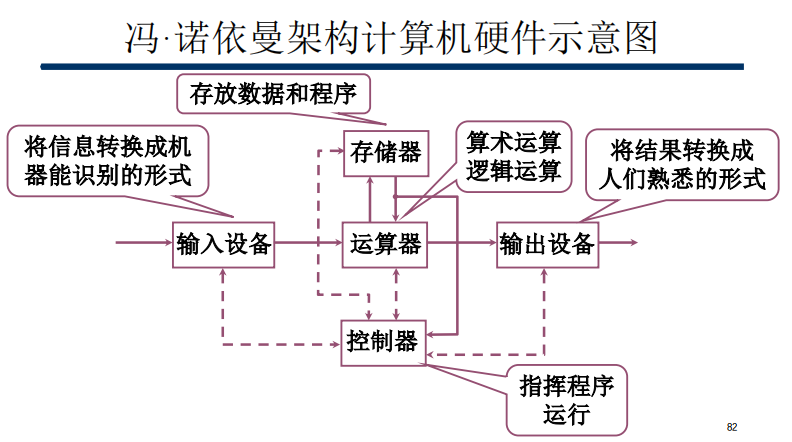 冯·诺依曼架构计算机硬件示意图
存放数据和程序
将信息转换成机
器能识别的形式
存储器
算术运算
逻辑运算
将结果转换成
人们熟悉的形式
输入设备
运算器
输出设备
控制器
指挥程序
运行
82